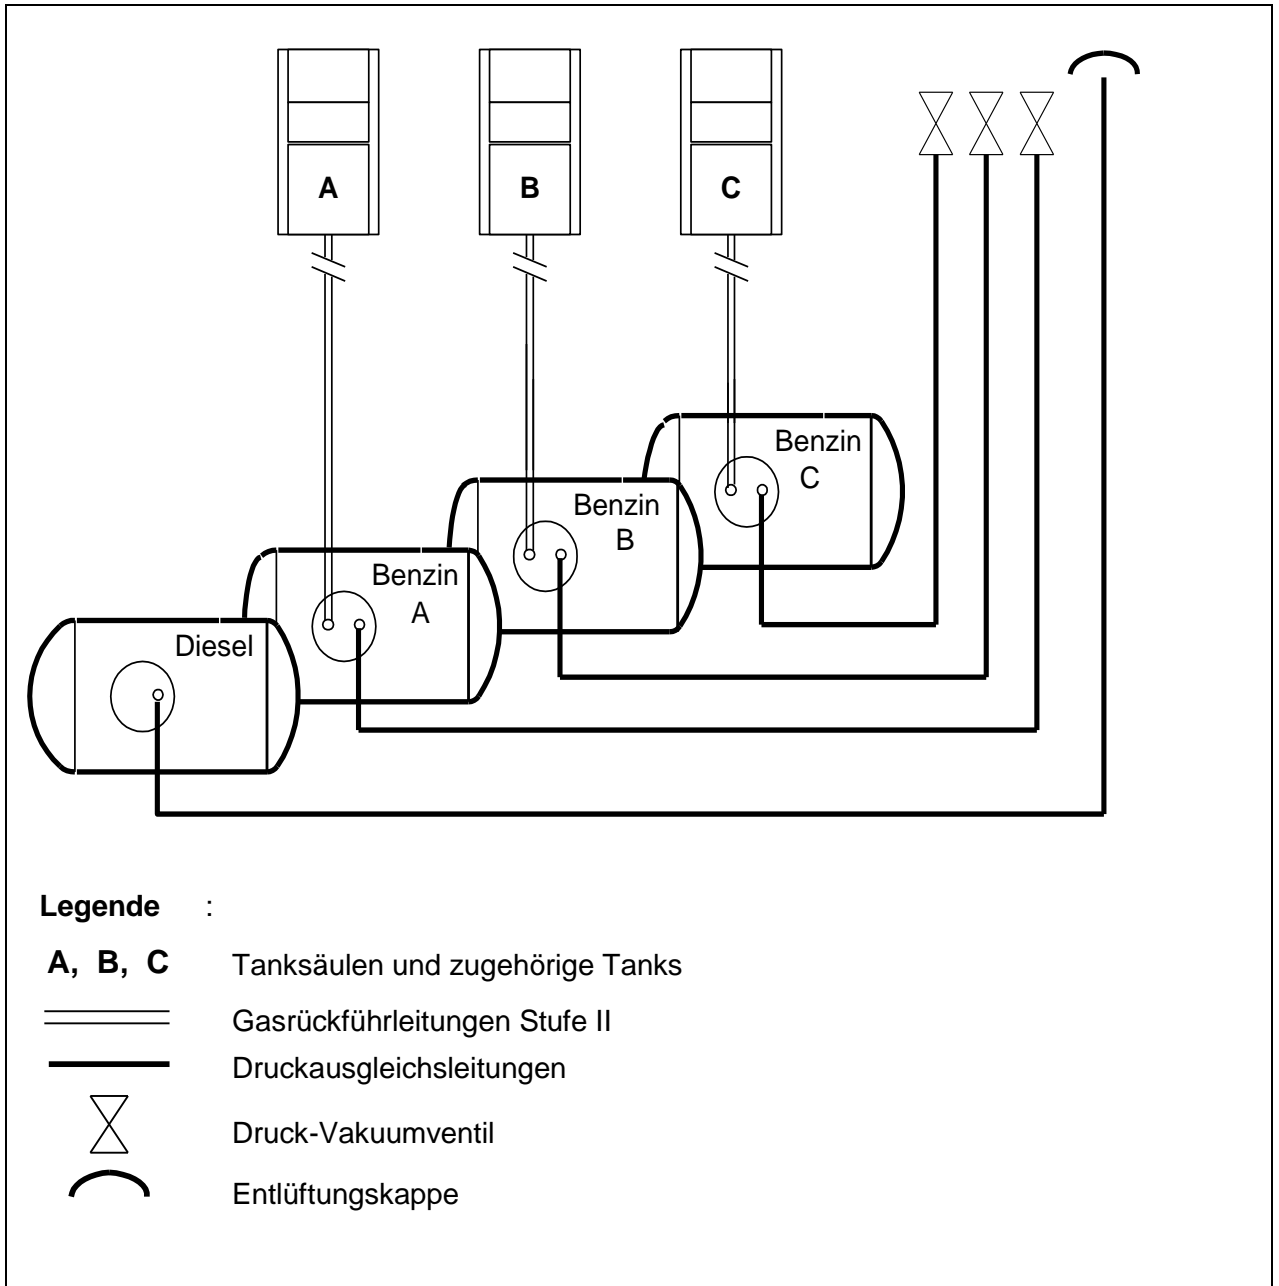 A
B
C
Benzin
C
Benzin
B
Benzin
A
Diesel
Legende :
A, B, C Tanksäulen und zugehörige Tanks
Gasrückführleitungen Stufe II
Druckausgleichsleitungen
Druck-Vakuumventil
Entlüftungskappe